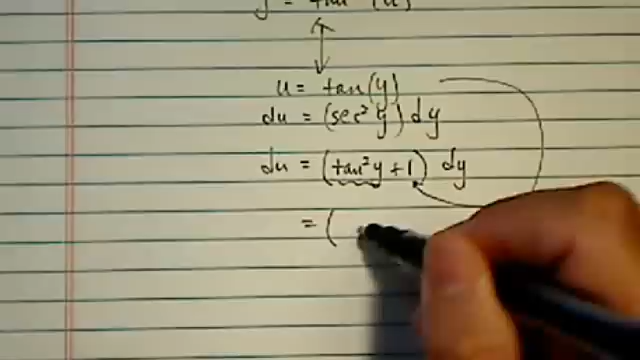 u = tan(y)
du = (sec² y) dy
du = (tan² y + 1) dy
= (